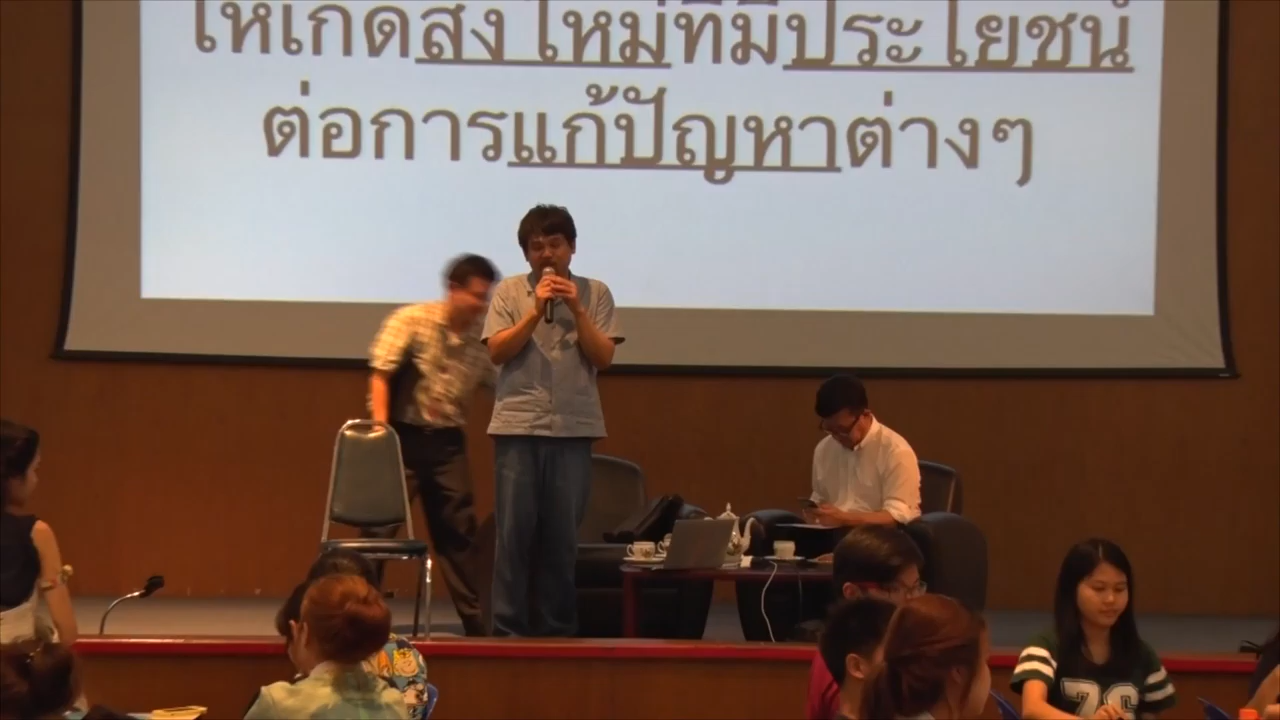 ให้เกิดสิ่งใหม่ที่มีประโยชน์
ต่อการแก้ปัญหาต่างๆ
76